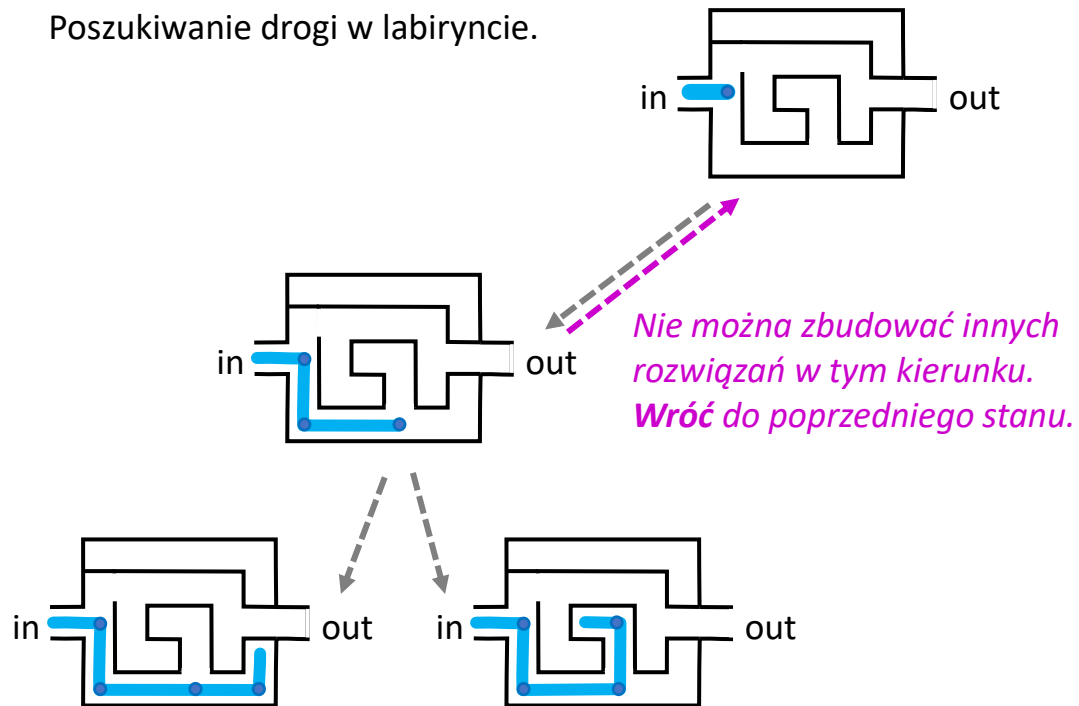 Poszukiwanie drogi w labiryncie.
in out
in out
Nie można zbudować innych
rozwiązań w tym kierunku.
Wróć do poprzedniego stanu.
in out
in out